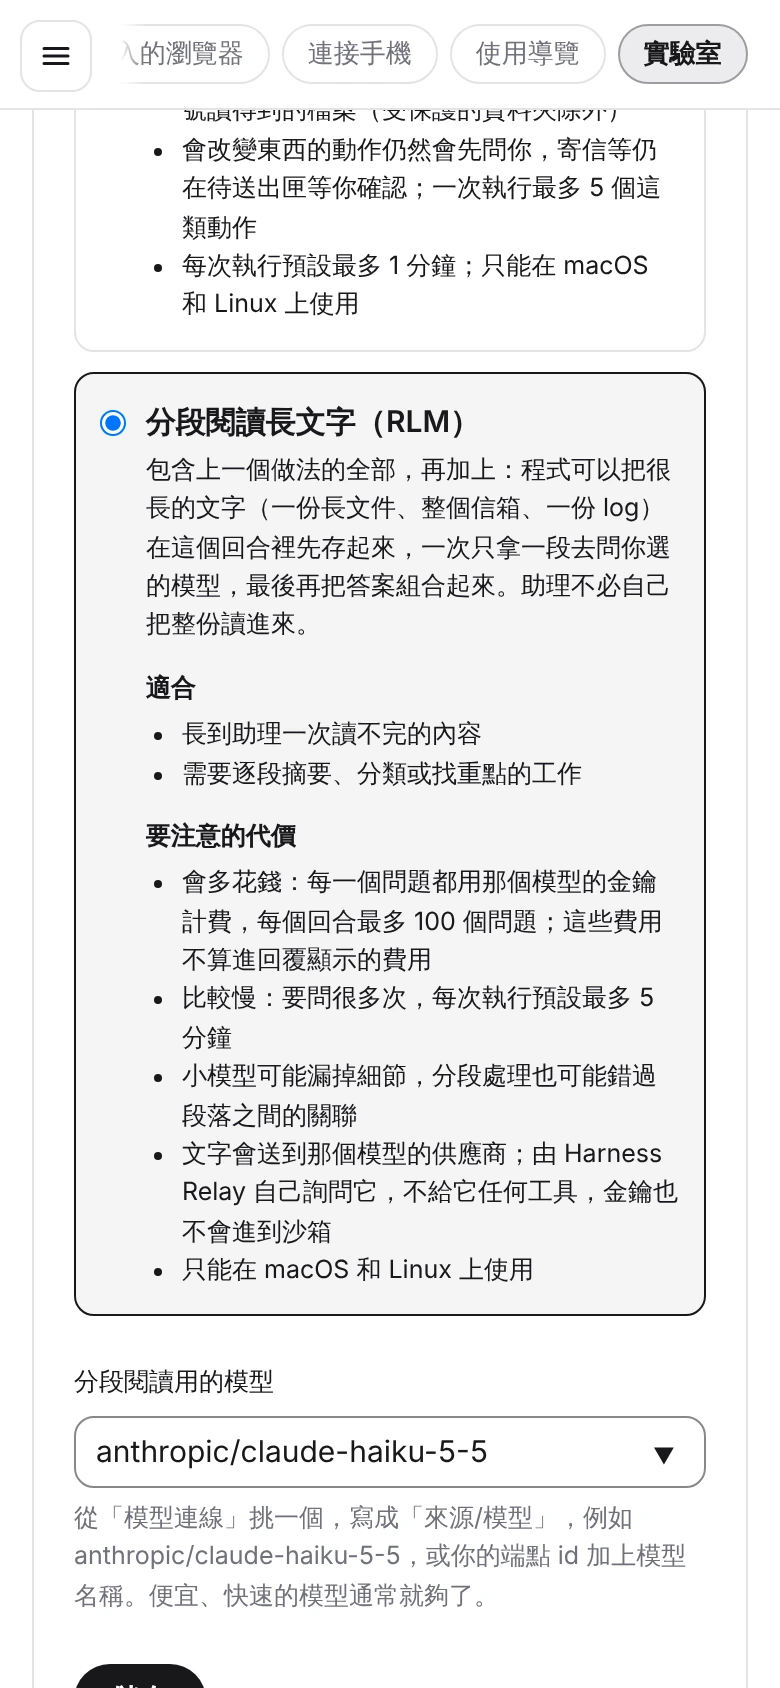 入的瀏覽器
連接手機
使用導覽
實驗室
號讀得到的檔案（受保護的資料夾除外）
會改變東西的動作仍然會先問你，寄信等仍
在待送出匣等你確認；一次執行最多 5 個這
類動作
每次執行預設最多 1 分鐘；只能在 macOS
和 Linux 上使用
分段閱讀長文字（RLM）
包含上一個做法的全部，再加上：程式可以把很
長的文字（一份長文件、整個信箱、一份 log）
在這個回合裡先存起來，一次只拿一段去問你選
的模型，最後再把答案組合起來。助理不必自己
把整份讀進來。
適合
長到助理一次讀不完的內容
需要逐段摘要、分類或找重點的工作
要注意的代價
會多花錢：每一個問題都用那個模型的金鑰
計費，每個回合最多 100 個問題；這些費用
不算進回覆顯示的費用
比較慢：要問很多次，每次執行預設最多 5
分鐘
小模型可能漏掉細節，分段處理也可能錯過
段落之間的關聯
文字會送到那個模型的供應商；由 Harness
Relay 自己詢問它，不給它任何工具，金鑰也
不會進到沙箱
只能在 macOS 和 Linux 上使用
分段閱讀用的模型
anthropic/claude-haiku-5-5
從「模型連線」挑一個，寫成「來源/模型」，例如
anthropic/claude-haiku-5-5，或你的端點 id 加上模型
名稱。便宜、快速的模型通常就夠了。